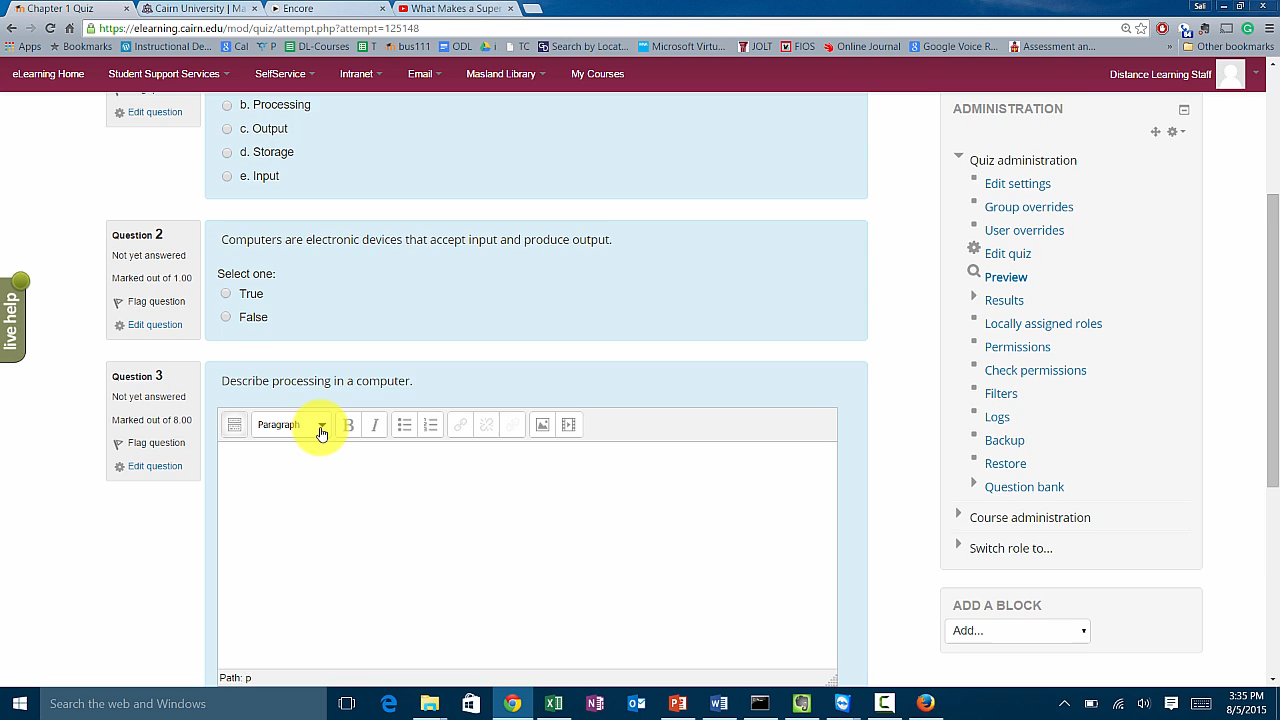 Chapter 1 Quiz
Cairn University | Ma
Encore
What Makes a Super
Sali
https://elearning.cairn.edu/mod/quiz/attempt.php?attempt=125148
Apps
Bookmarks
Instructional De
Cal
P
DL-Courses
T
bus111
ODL
i
TC
Search by Locat...
Microsoft Virtu...
JOLT
FIOS
Online Journal
Google Voice R...
Assessment an...
»
Other bookmarks
eLearning Home
Student Support Services
SelfService
Intranet
Email
Masland Library
My Courses
Distance Learning Staff
Edit question
b. Processing
c. Output
d. Storage
e. Input
Question 2
Not yet answered
Marked out of 1.00
Flag question
Edit question
Computers are electronic devices that accept input and produce output.
Select one:
True
False
Question 3
Not yet answered
Marked out of 8.00
Flag question
Edit question
Describe processing in a computer.
Paragraph
B I
Path: p
live help
ADMINISTRATION
Quiz administration
Edit settings
Group overrides
User overrides
Edit quiz
Preview
Results
Locally assigned roles
Permissions
Check permissions
Filters
Logs
Backup
Restore
Question bank
Course administration
Switch role to...
ADD A BLOCK
Add...
Search the web and Windows
3:35 PM
8/5/2015